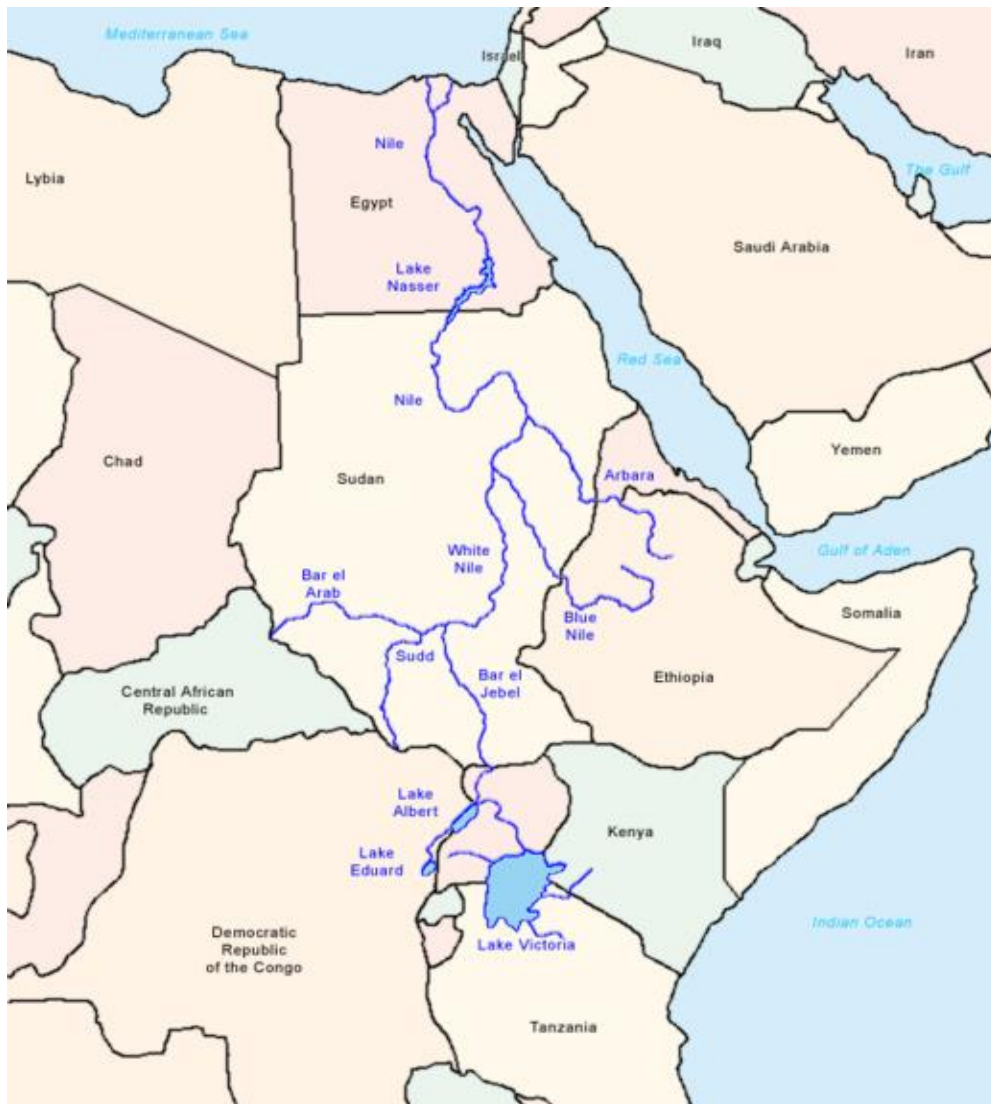 Mediterranean Sea
Israel
Iraq
Iran
Nile
Lybia
Egypt
The Gulf
Saudi Arabia
Lake
Nasser
Red Sea
Nile
Chad
Sudan
Arbara
Yemen
White
Nile
Gulf of Aden
Bar el
Arab
Somalia
Blue
Nile
Sudd
Bar el
Jebel
Ethiopia
Central African
Republic
Lake
Albert
Kenya
Lake
Eduard
Indian Ocean
Democratic
Republic
of the Congo
Lake Victoria
Tanzania